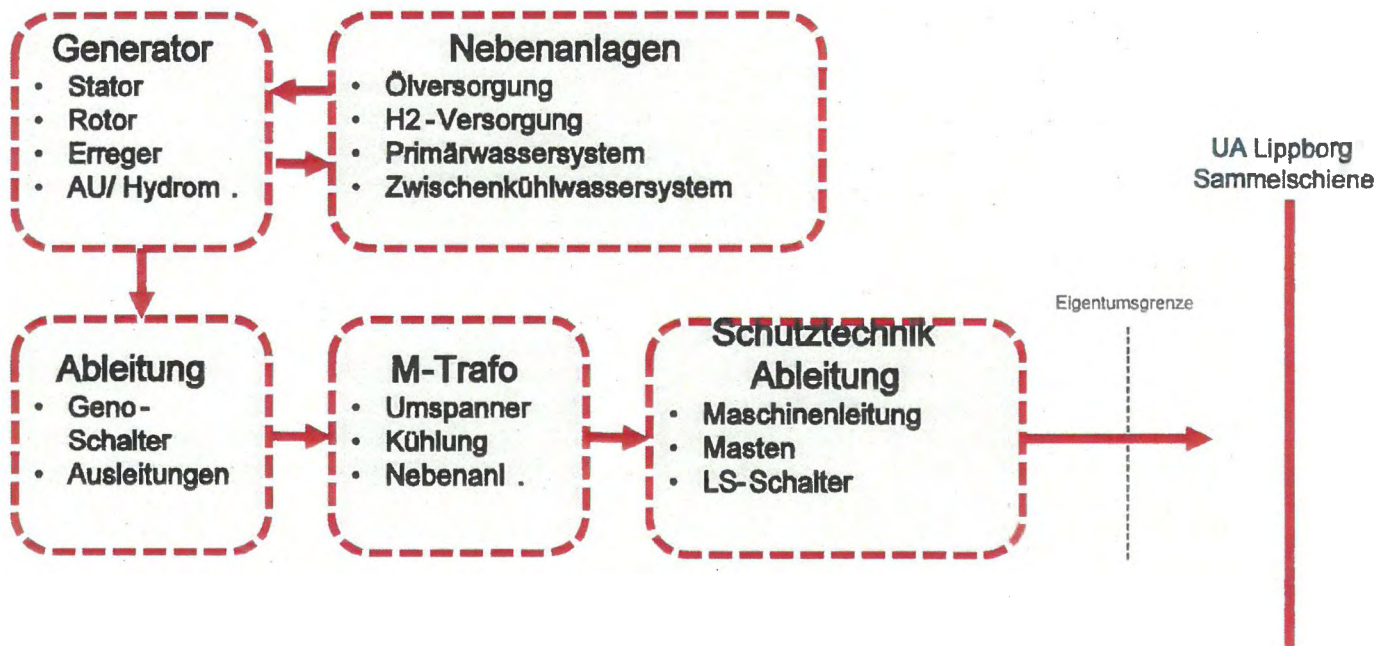 Generator
• Stator
• Rotor
• Erreger
• AU/ Hydrom .
Nebenanlagen
• Ölversorgung
• H2-Versorgung
• Primärwassersystem
• Zwischenkühlwassersystem
UA Lippborg
Sammelschiene
Eigentumsgrenze
Ableitung
• Geno-
Schalter
• Ausleitungen
M-Trafo
• Umspanner
• Kühlung
• Nebenanl .
Schutztechnik
Ableitung
• Maschinenleitung
• Masten
• LS-Schalter